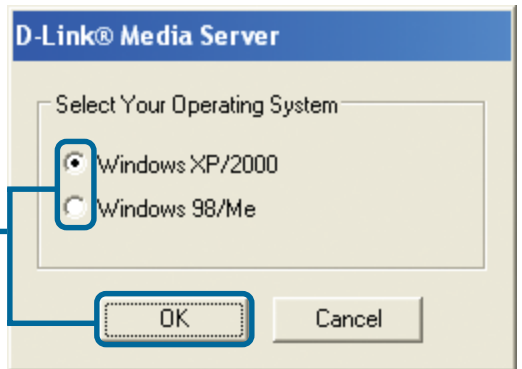 D-Link® Media Server
Select Your Operating System
Windows XP/2000
Windows 98/Me
OK
Cancel